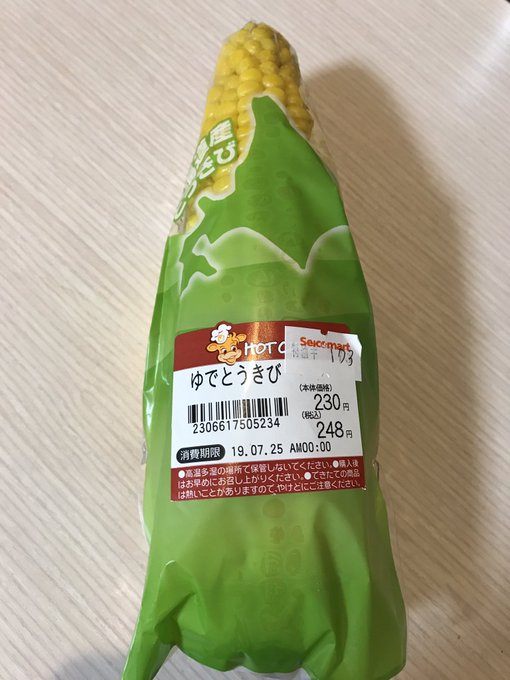 産
きび
HOT C
Seicomart
173
ゆでとうきび
(本体価格)
230円
(税込)
248円
2306617505234
消費期限 19.07.25 AM00:00
●高温多湿の場所で保管しないでください。●購入後
はお早めにお召し上がりください。●できたての商品
は熱いことがありますので、やけどにご注意ください。